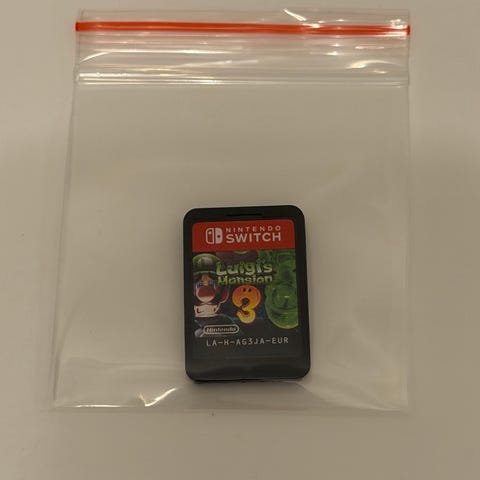 NINTENDO
SWITCH
Luigi's
Mansion
3
Nintendo
LA-H-AG3JA-EUR